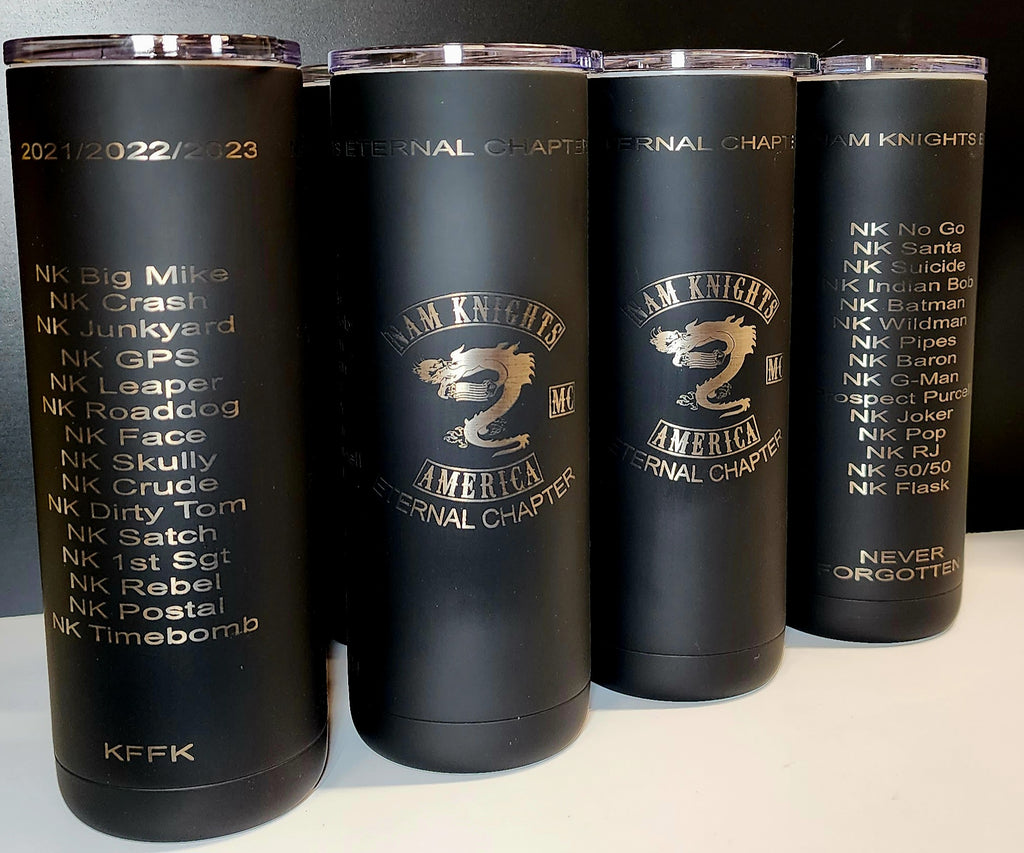 2021/2022/2023
NK Big Mike
NK Crash
NK Junkyard
NK GPS
NK Leaper
NK Roaddog
NK Face
NK Skully
NK Crude
NK Dirty Tom
NK Satch
NK 1st Sgt
NK Rebel
NK Postal
NK Timebomb
KFFK
ETERNAL CHAPTER
NAM KNIGHTS
MC
AMERICA
ETERNAL CHAPTER
ETERNAL CHAPT
NAM KNIGHTS
MC
AMERICA
ETERNAL CHAPTER
NAM KNIGHTS E
NK No Go
NK Santa
NK Suicide
NK Indian Bob
NK Batman
NK Wildman
NK Pipes
NK Baron
NK G-Man
Prospect Purcel
NK Joker
NK Pop
NK RJ
NK 50/50
NK Flask
NEVER
FORGOTTEN